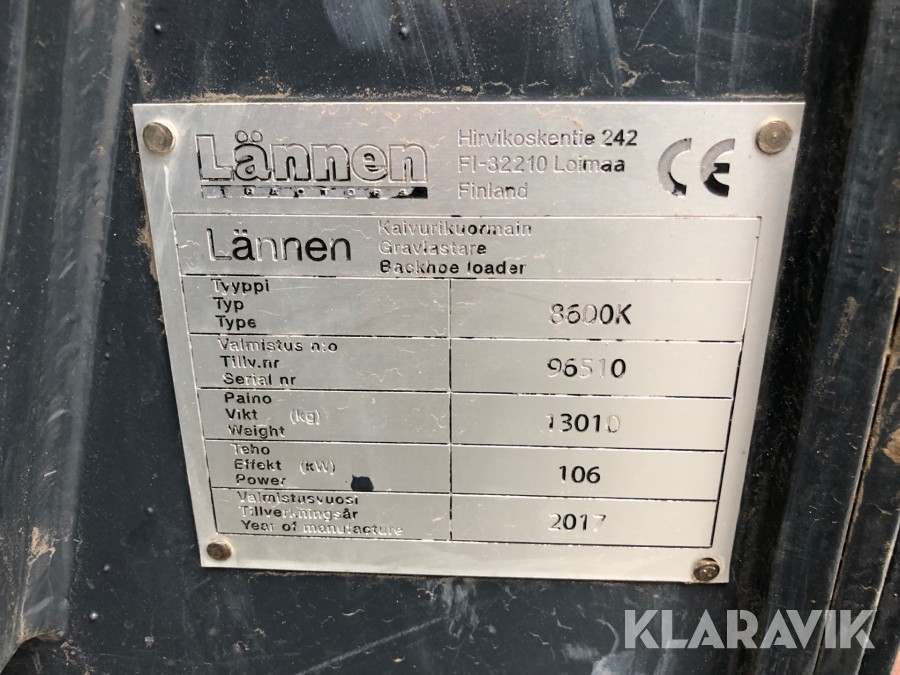 Lännen
TRACTORS
Hirvikoskentie 242
FI-32210 Loimaa
Finland
CE
Lännen
Kaivurikuormain
Grävlastare
Backhoe loader
Tyyppi
Typ
Type
8600K
Valmistus n:o
Tillv.nr
Serial nr
96510
Paino
Vikt (kg)
Weight
13010
Teho
Effekt (kW)
Power
106
Valmistusvuosi
Tillverkningsår
Year of manufacture
2017
KLARAVIK